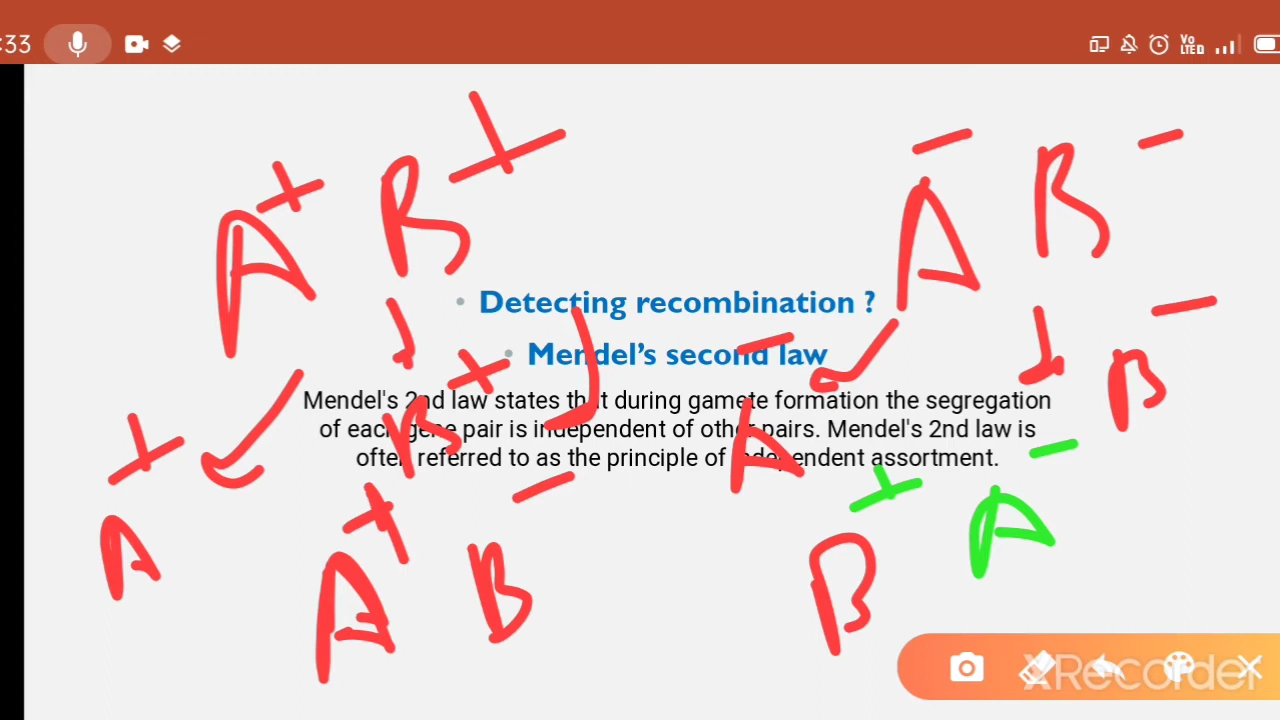 :33 Vo LTED
A+ B+ A- B-
• Detecting recombination ?
• Mendel's second law
B+ A- B-
Mendel's 2nd law states that during gamete formation the segregation
of each gene pair is independent of other pairs. Mendel's 2nd law is
often referred to as the principle of independent assortment.
A+ A+ B- B+ A-
XRecorder